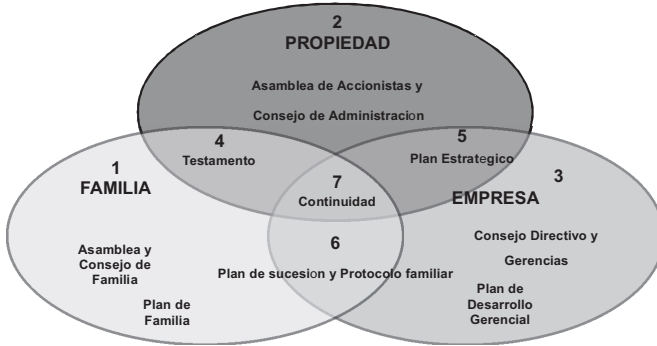 2
PROPIEDAD
Asamblea de Accionistas y
Consejo de Administracion
4
Testamento
5
Plan Estrategico
1
FAMILIA
7
Continuidad
3
EMPRESA
6
Plan de sucesion y Protocolo familiar
Asamblea y
Consejo de
Familia
Plan de
Familia
Consejo Directivo y
Gerencias
Plan de
Desarrollo
Gerencial